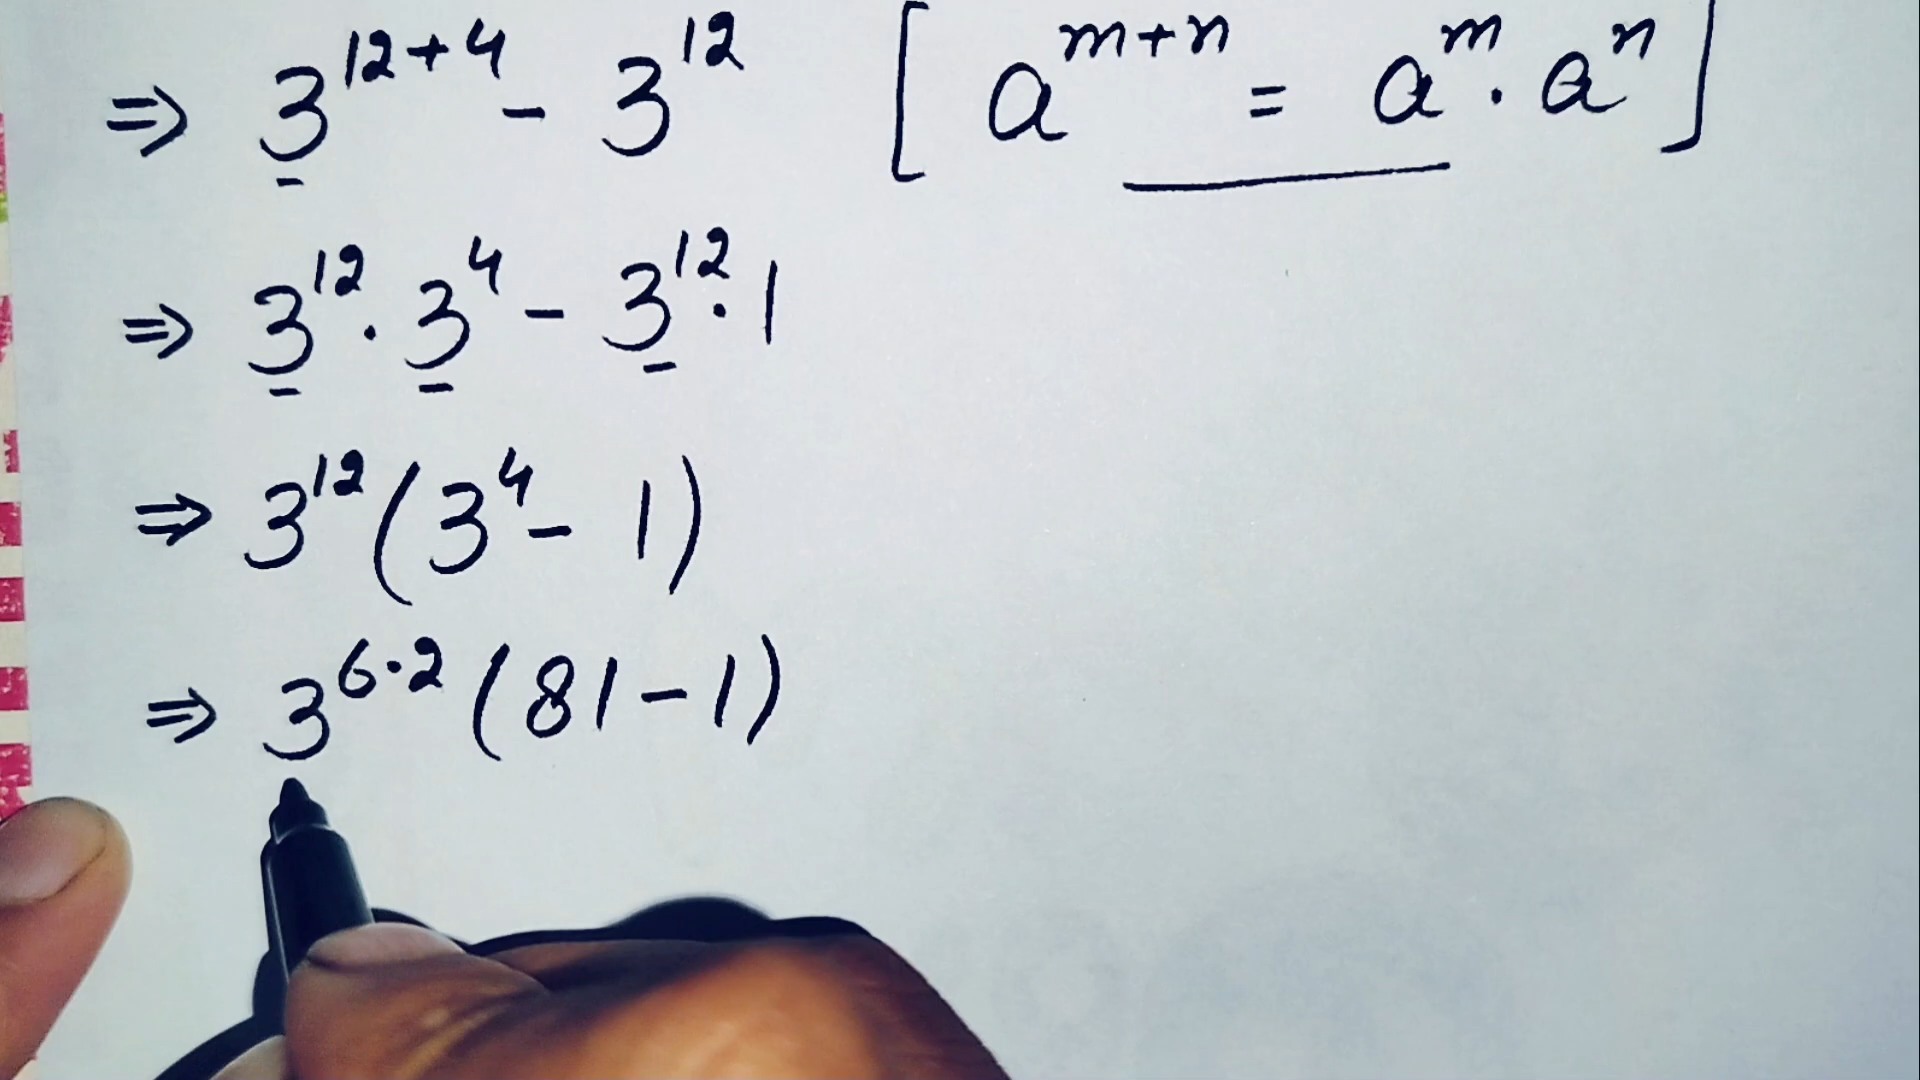 ⇒ 3^{12+4} - 3^{12} [a^{m+n} = a^m · a^n]
⇒ 3^{12} · 3^4 - 3^{12} · 1
⇒ 3^{12} (3^4 - 1)
⇒ 3^{6·2} (81 - 1)